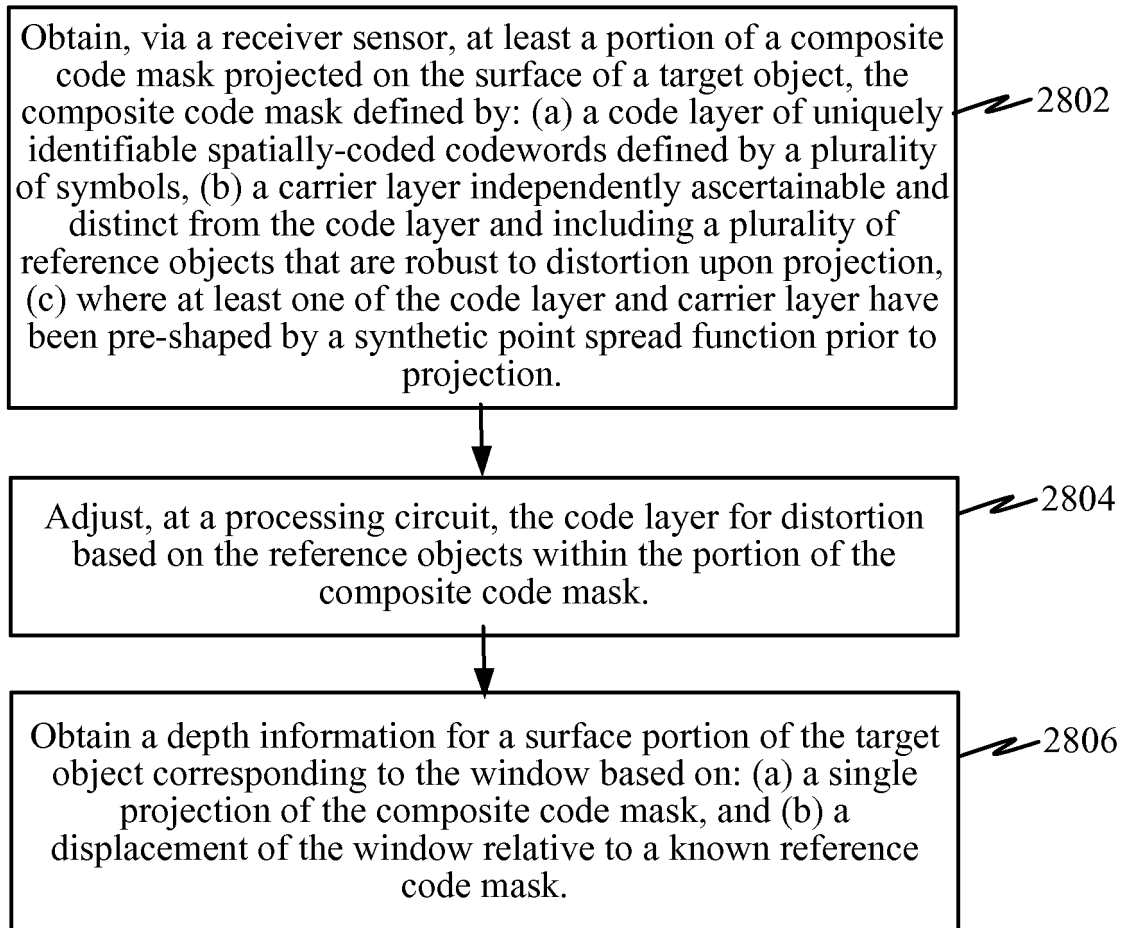 Obtain, via a receiver sensor, at least a portion of a composite
code mask projected on the surface of a target object, the
composite code mask defined by: (a) a code layer of uniquely
identifiable spatially-coded codewords defined by a plurality
of symbols, (b) a carrier layer independently ascertainable and
distinct from the code layer and including a plurality of
reference objects that are robust to distortion upon projection,
(c) where at least one of the code layer and carrier layer have
been pre-shaped by a synthetic point spread function prior to
projection.
2802
Adjust, at a processing circuit, the code layer for distortion
based on the reference objects within the portion of the
composite code mask.
2804
Obtain a depth information for a surface portion of the target
object corresponding to the window based on: (a) a single
projection of the composite code mask, and (b) a
displacement of the window relative to a known reference
code mask.
2806